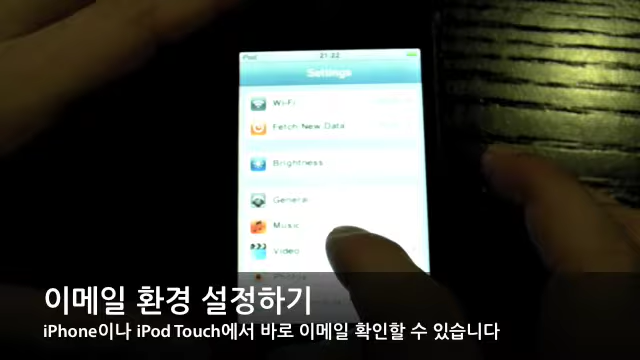 iPod 21:22
Settings
Wi-Fi
Fetch New Data
Brightness
General
Music
Video
Photos
이메일 환경 설정하기
iPhone이나 iPod Touch에서 바로 이메일 확인할 수 있습니다